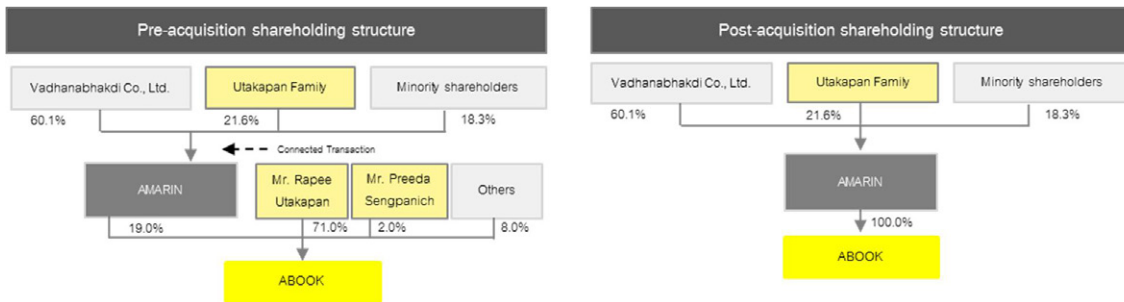 Pre-acquisition shareholding structure
Vadhanabhakdi Co., Ltd.
Utakapan Family
Minority shareholders
60.1%
21.6%
18.3%
Connected Transaction
AMARIN
Mr. Rapee
Utakapan
Mr. Preeda
Sengpanich
Others
19.0%
71.0%
2.0%
8.0%
ABOOK
Post-acquisition shareholding structure
Vadhanabhakdi Co., Ltd.
Utakapan Family
Minority shareholders
60.1%
21.6%
18.3%
AMARIN
100.0%
ABOOK